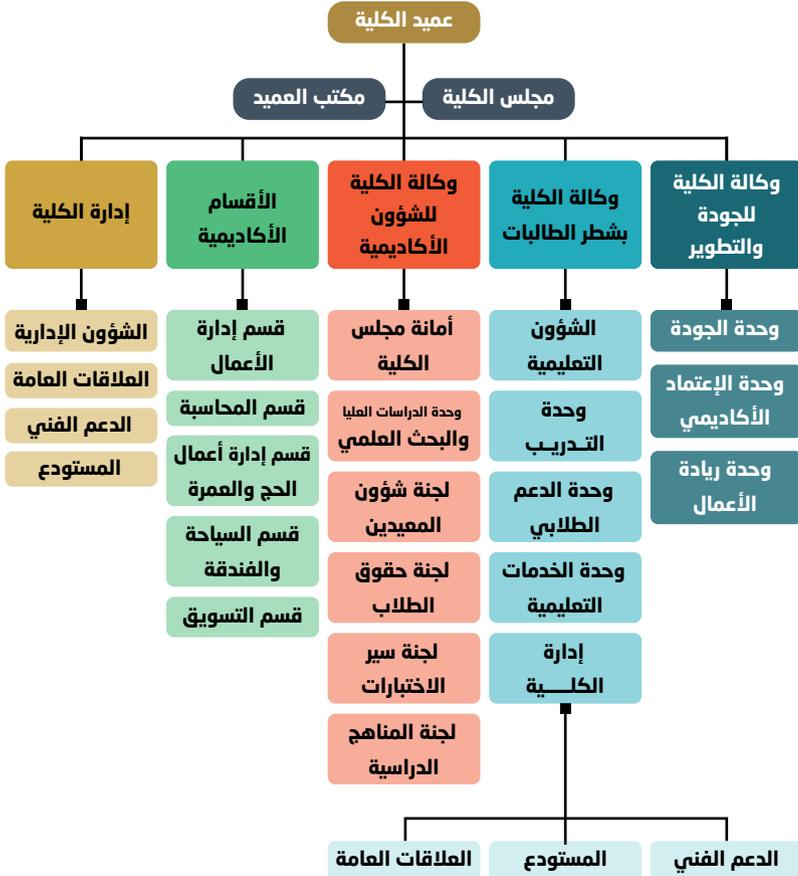 عميد الكلية
مجلس الكلية
مكتب العميد
وكالة الكلية
للجودة
والتطوير
وكالة الكلية
بشطر الطالبات
وكالة الكلية
للشؤون
الأكاديمية
الأقسام
الأكاديمية
إدارة الكلية
وحدة الجودة
وحدة الإعتماد
الأكاديمي
وحدة ريادة
الأعمال
الشؤون
التعليمية
وحدة
التـدريـب
وحدة الدعم
الطلابي
وحدة الخدمات
التعليمية
إدارة
الكلــــية
أمانة مجلس
الكلية
وحدة الدراسات العليا
والبحث العلمي
لجنة شؤون
المعيدين
لجنة حقوق
الطلاب
لجنة سير
الاختبارات
لجنة المناهج
الدراسية
قسم إدارة
الأعمال
قسم المحاسبة
قسم إدارة أعمال
الحج والعمرة
قسم السياحة
والفندقة
قسم التسويق
الشؤون الإدارية
العلاقات العامة
الدعم الفني
المستودع
الدعم الفني
المستودع
العلاقات العامة